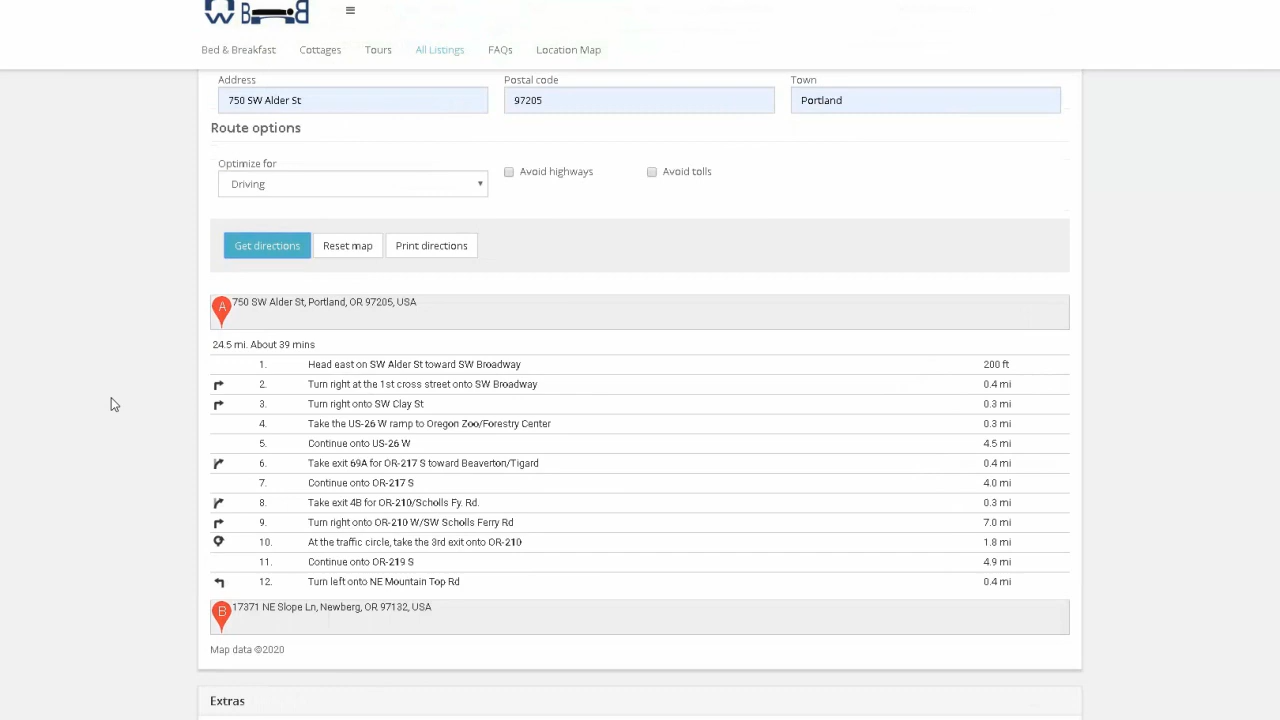 Bed & Breakfast Cottages Tours All Listings FAQs Location Map
Address Postal code Town
750 SW Alder St 97205 Portland
Route options
Optimize for
Driving Avoid highways Avoid tolls
Get directions Reset map Print directions
A 750 SW Alder St, Portland, OR 97205, USA
24.5 mi. About 39 mins
1. Head east on SW Alder St toward SW Broadway 200 ft
2. Turn right at the 1st cross street onto SW Broadway 0.4 mi
3. Turn right onto SW Clay St 0.3 mi
4. Take the US-26 W ramp to Oregon Zoo/Forestry Center 0.3 mi
5. Continue onto US-26 W 4.5 mi
6. Take exit 69A for OR-217 S toward Beaverton/Tigard 0.4 mi
7. Continue onto OR-217 S 4.0 mi
8. Take exit 4B for OR-210/Scholls Fy. Rd. 0.3 mi
9. Turn right onto OR-210 W/SW Scholls Ferry Rd 7.0 mi
10. At the traffic circle, take the 3rd exit onto OR-210 1.8 mi
11. Continue onto OR-219 S 4.9 mi
12. Turn left onto NE Mountain Top Rd 0.4 mi
B 17371 NE Slope Ln, Newberg, OR 97132, USA
Map data ©2020
Extras